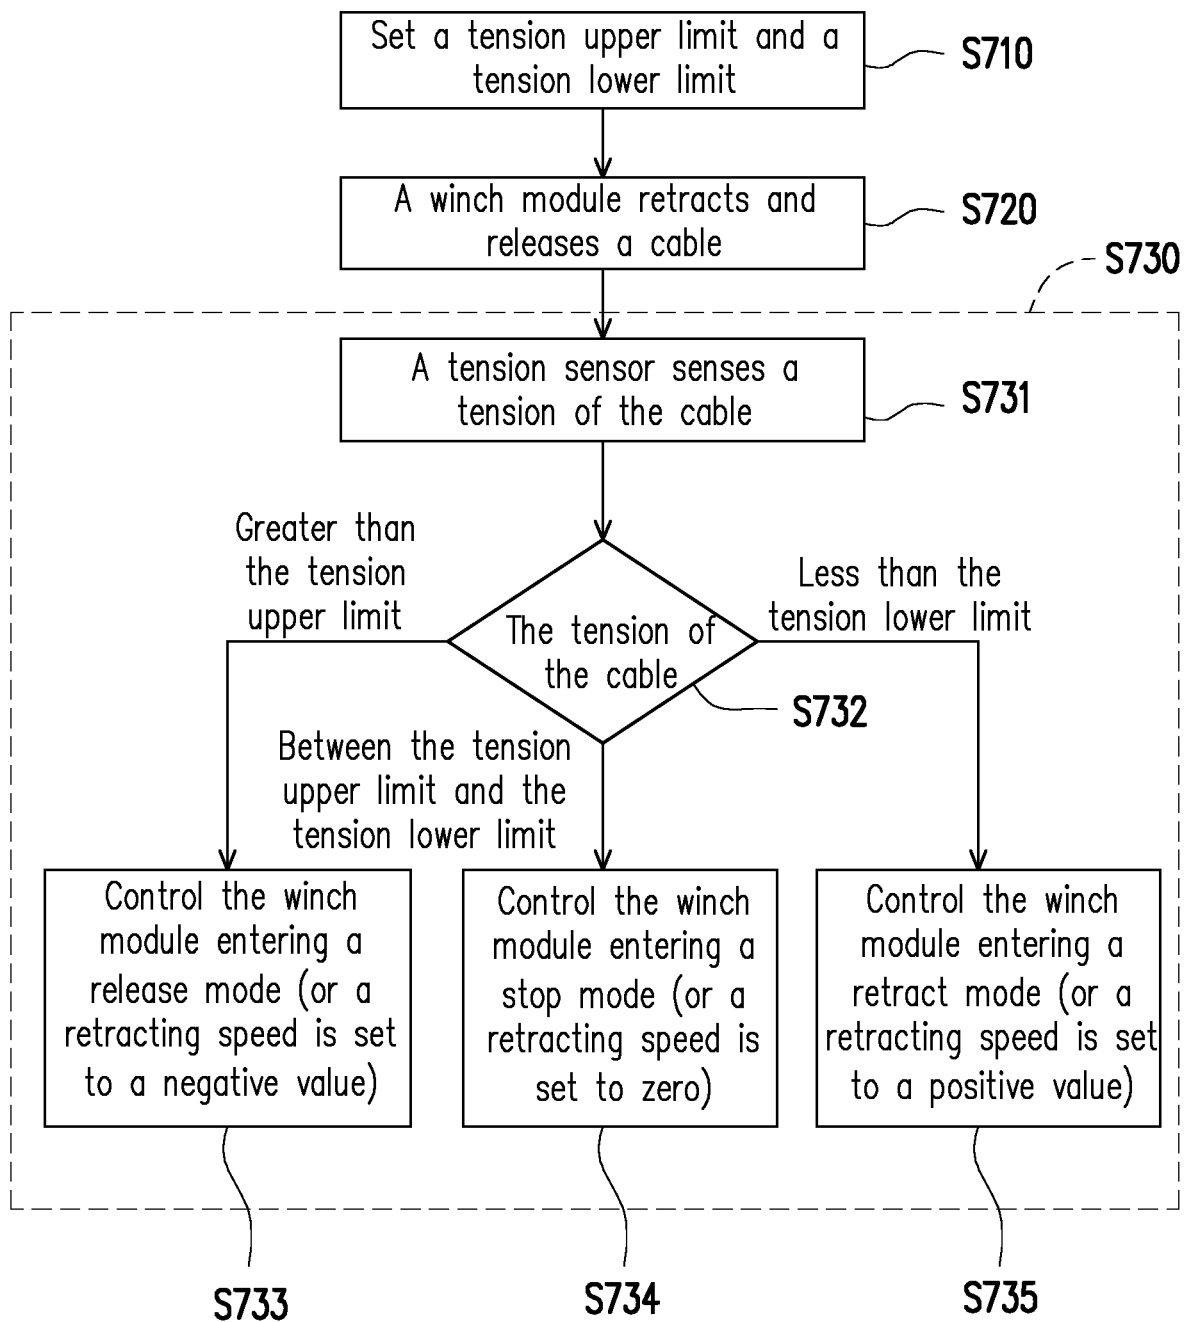 Set a tension upper limit and a
tension lower limit
S710
A winch module retracts and
releases a cable
S720
S730
A tension sensor senses a
tension of the cable
S731
Greater than
the tension
upper limit
Less than the
tension lower limit
The tension of
the cable
S732
Between the tension
upper limit and the
tension lower limit
Control the winch
module entering a
release mode (or a
retracting speed is set
to a negative value)
Control the winch
module entering a
stop mode (or a
retracting speed is
set to zero)
Control the winch
module entering a
retract mode (or a
retracting speed is set
to a positive value)
S733
S734
S735